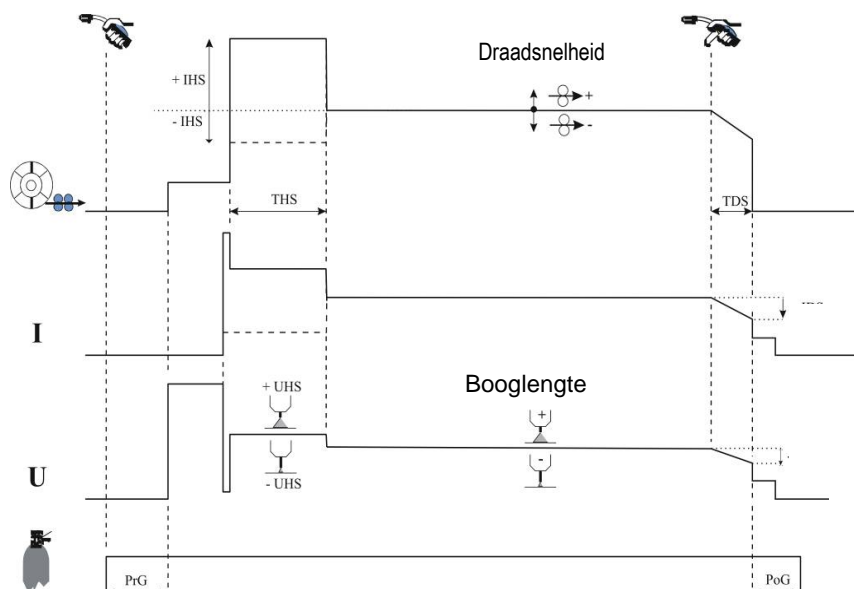 Draadsnelheid
+ IHS
- IHS
+
-
THS
TDS
I
Booglengte
+ UHS
+
- UHS
-
U
PrG
PoG